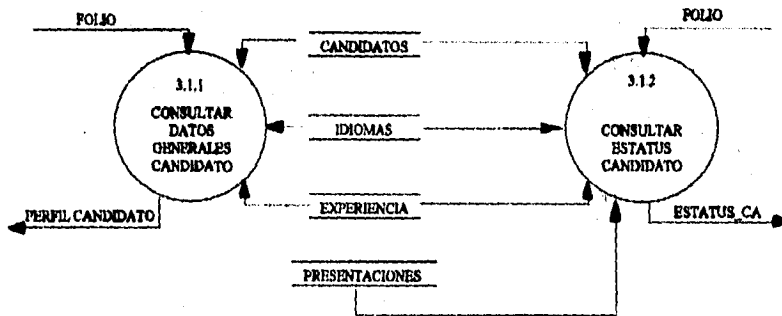 FOLIO
FOLIO
CANDIDATOS
3.1.1
CONSULTAR
DATOS
GENERALES
CANDIDATO
3.1.2
CONSULTAR
ESTATUS
CANDIDATO
IDIOMAS
EXPERIENCIA
PERFIL CANDIDATO
ESTATUS_CA
PRESENTACIONES